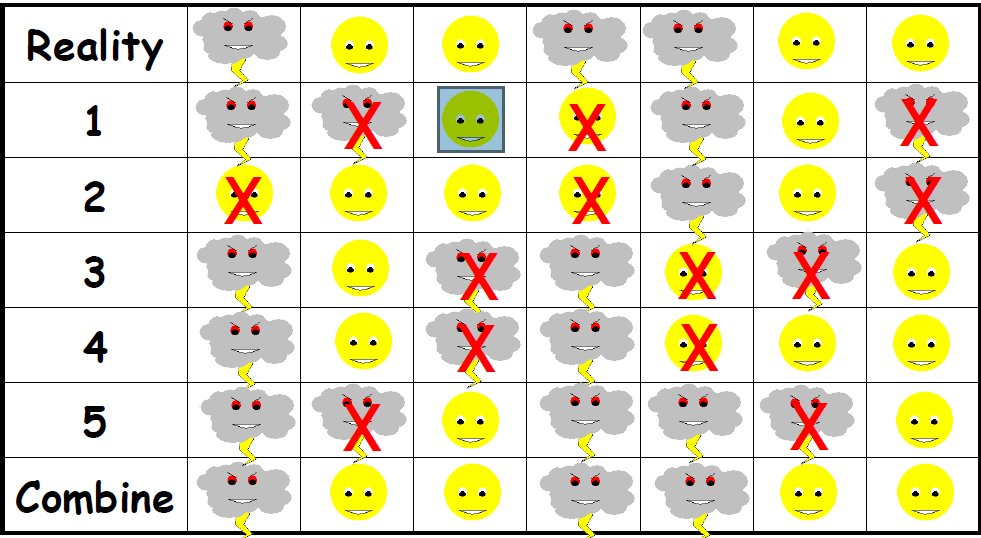 Reality
1
X X X
2
X X X
3
X X X
4
X X
5
X X
Combine